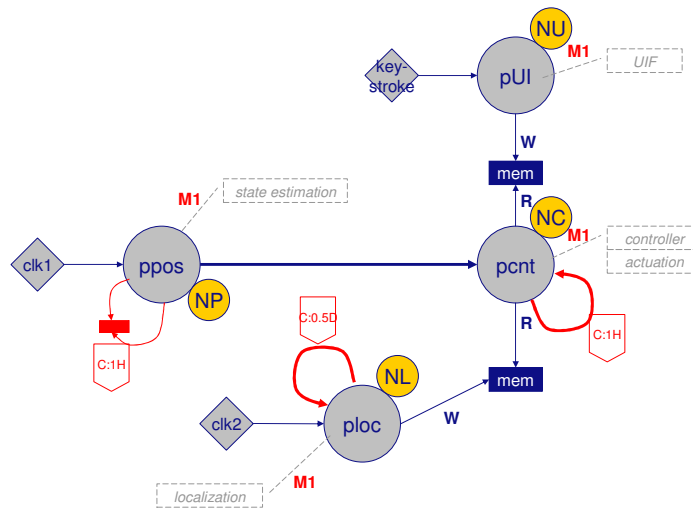 NU
M1
key-
stroke
pUI
UIF
W
mem
R
NC
M1
state estimation
M1
controller
clk1
ppos
pcnt
actuation
NP
C:0.5D
R
C:1H
C:1H
NL
mem
clk2
ploc
W
M1
localization